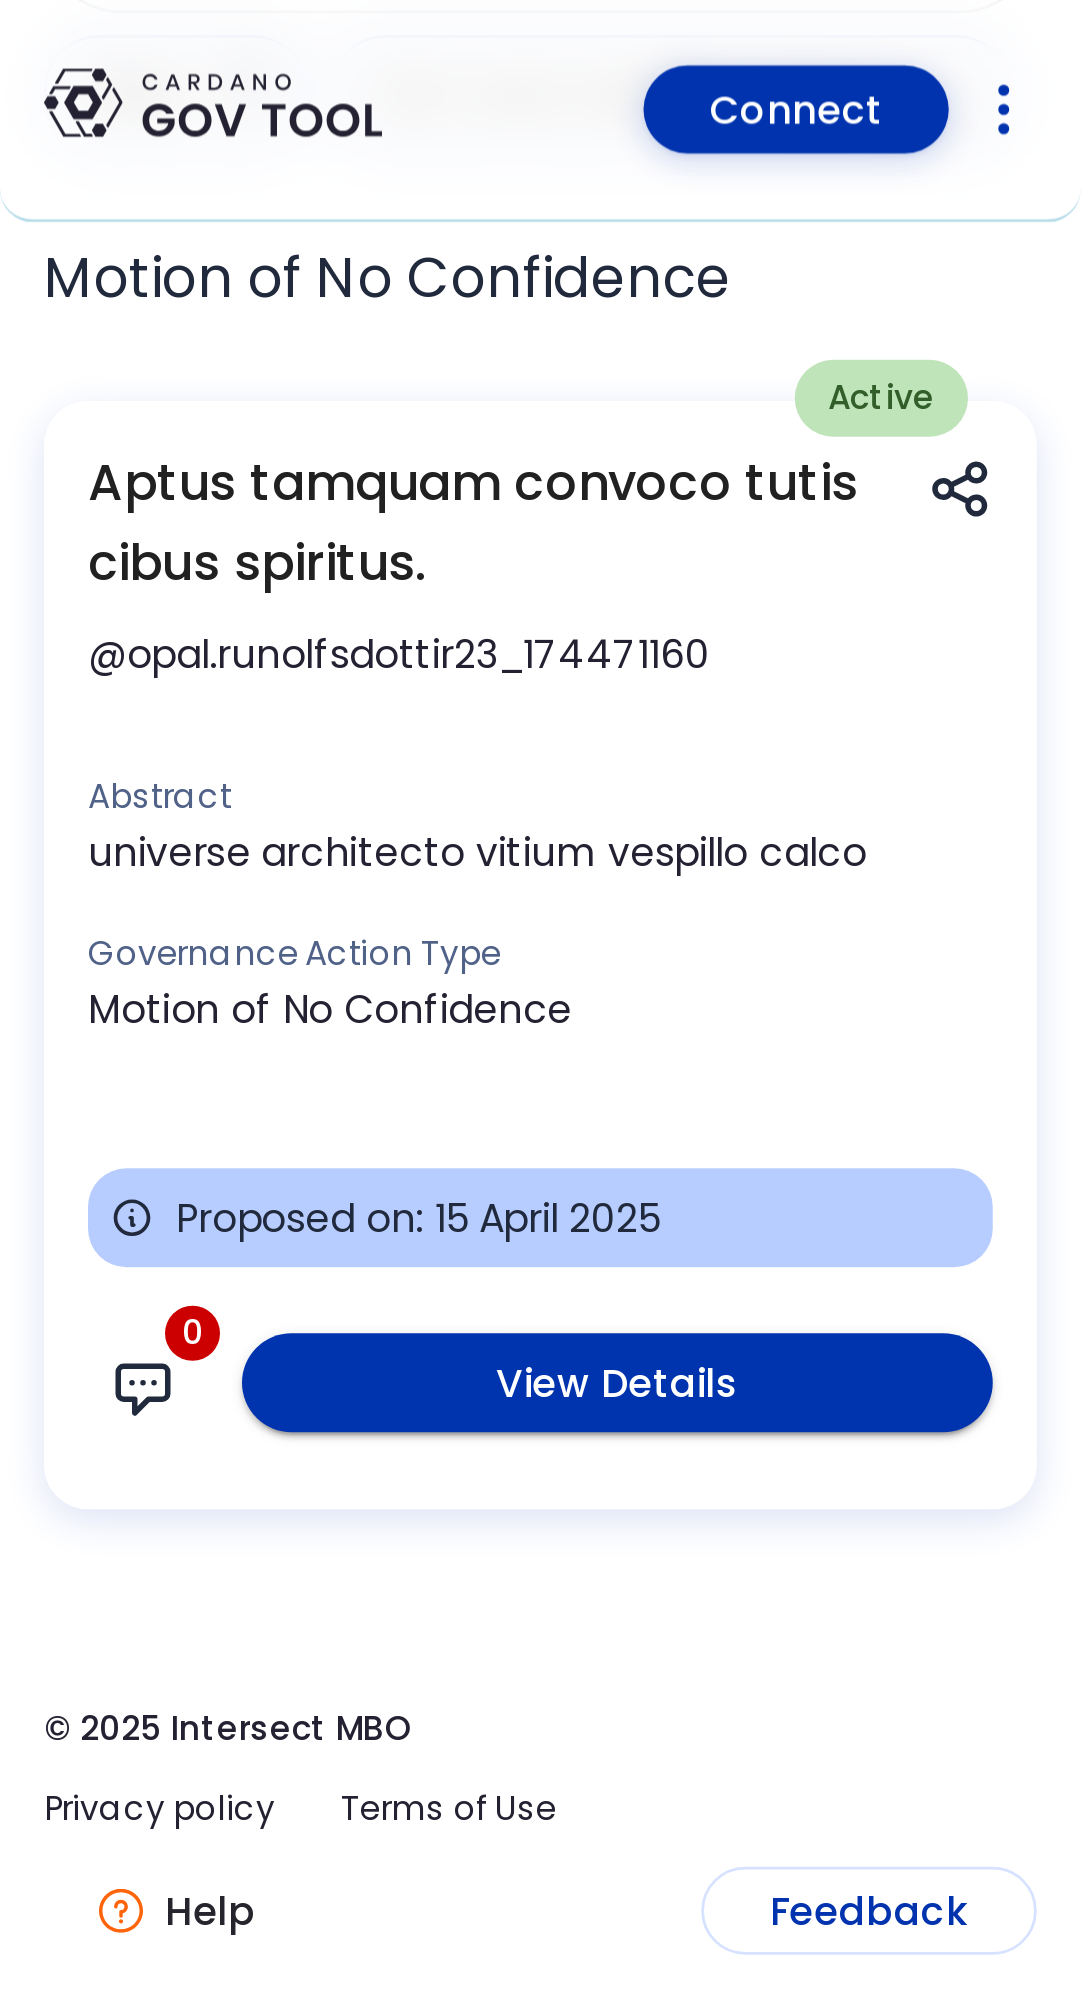 CARDANO
GOV TOOL
Connect
Motion of No Confidence
Active
Aptus tamquam convoco tutis
cibus spiritus.
@opal.runolfsdottir23_174471160
Abstract
universe architecto vitium vespillo calco
Governance Action Type
Motion of No Confidence
Proposed on: 15 April 2025
0
View Details
© 2025 Intersect MBO
Privacy policy
Terms of Use
Help
Feedback